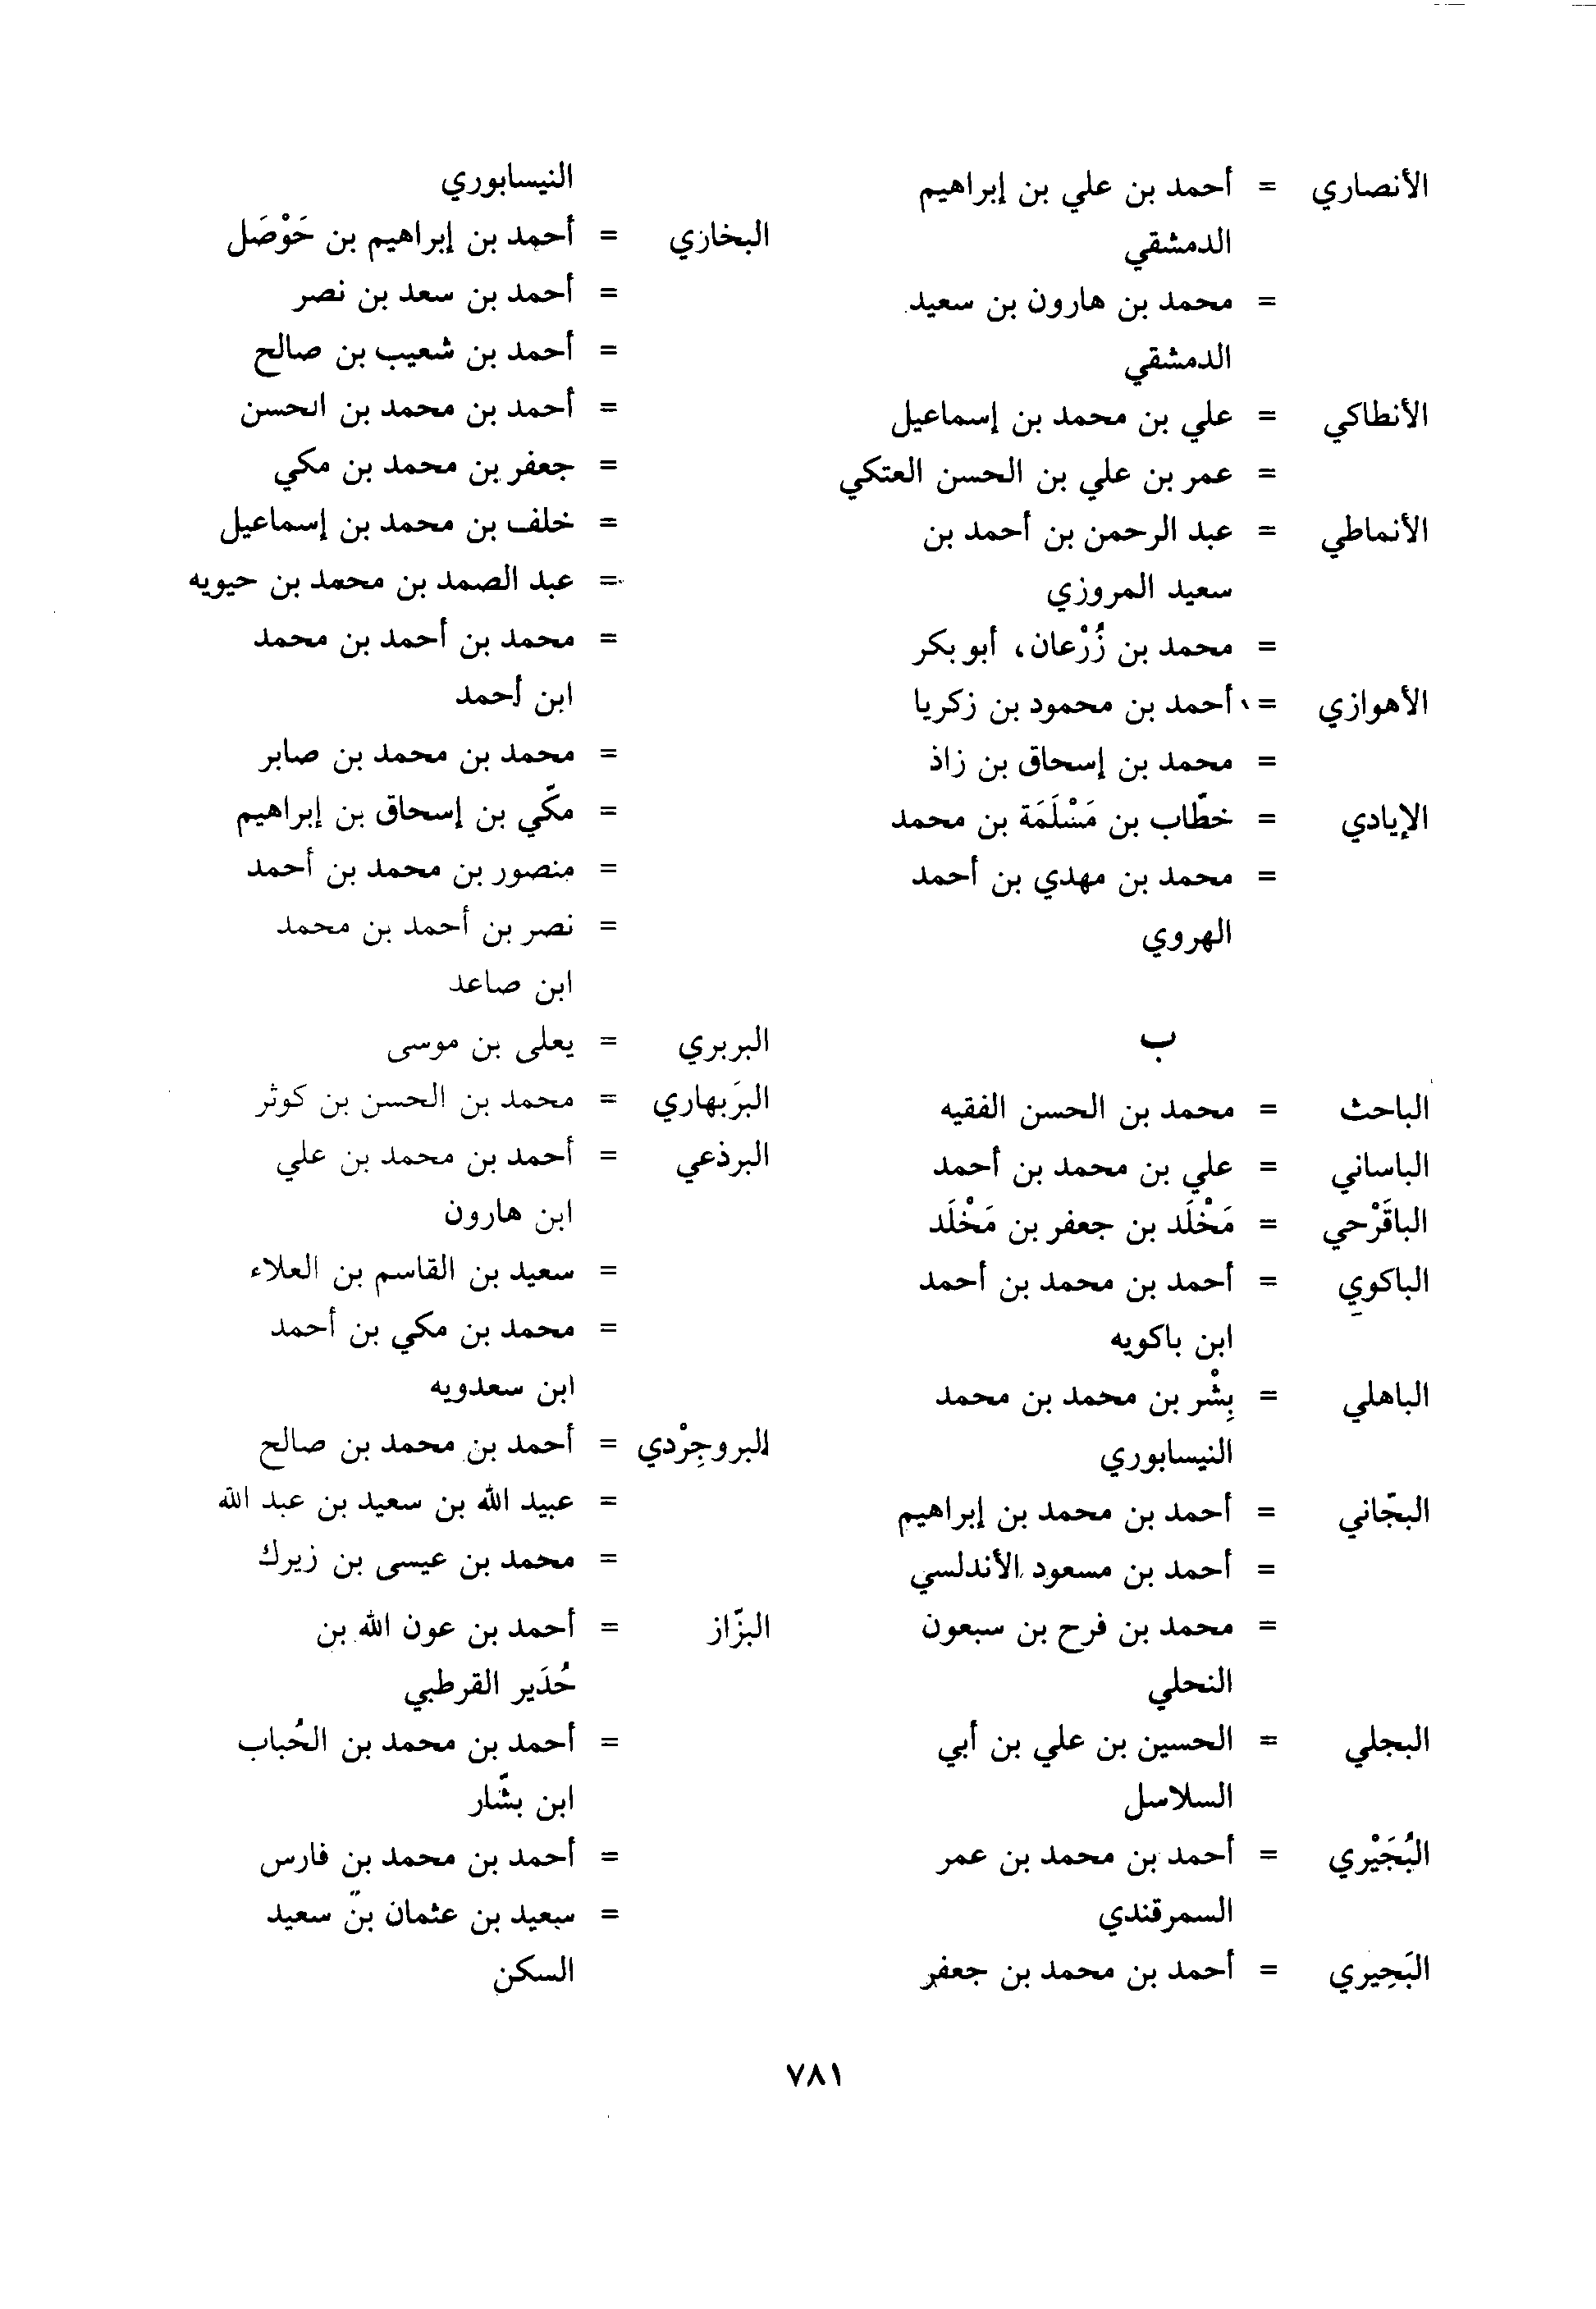 الأنصاري = أحمد بن علي بن إبراهيم
الدمشقي
= محمد بن هارون بن سعيد
الدمشقي
الأنطاكي = علي بن محمد بن إسماعيل
= عمر بن علي بن الحسن العتكي
الأنماطي = عبد الرحمن بن أحمد بن
سعيد المروزي
= محمد بن زُرْعان، أبو بكر
الأهوازي = أحمد بن محمود بن زكريا
= محمد بن إسحاق بن زاذ
الإيادي = خطّاب بن مَسْلَمَة بن محمد
= محمد بن مهدي بن أحمد
الهروي
ب
الباحث = محمد بن الحسن الفقيه
الباساني = علي بن محمد بن أحمد
الباقَرْحي = مَخْلَد بن جعفر بن مَخْلَد
الباكوي = أحمد بن محمد بن أحمد
ابن باكويه
الباهلي = بِشْر بن محمد بن محمد
النيسابوري
البجّاني = أحمد بن محمد بن إبراهيم
= أحمد بن مسعود الأندلسي
= محمد بن فرح بن سبعون
النحلي
البجلي = الحسين بن علي بن أبي
السلاسل
البُجَيْري = أحمد بن محمد بن عمر
السمرقندي
البَحِيري = أحمد بن محمد بن جعفر
النيسابوري
البخازي = أحمد بن إبراهيم بن حَوْصَل
= أحمد بن سعد بن نصر
= أحمد بن شعيب بن صالح
= أحمد بن محمد بن الحسن
= جعفر بن محمد بن مكي
= خلف بن محمد بن إسماعيل
= عبد الصمد بن محمد بن حيويه
= محمد بن أحمد بن محمد
ابن أحمد
= محمد بن محمد بن صابر
= مكّي بن إسحاق بن إبراهيم
= منصور بن محمد بن أحمد
= نصر بن أحمد بن محمد
ابن صاعد
البربري = يعلى بن موسى
البرَبهاري = محمد بن الحسن بن كوثر
البرذعي = أحمد بن محمد بن علي
ابن هارون
= سعيد بن القاسم بن العلاء
= محمد بن مكي بن أحمد
ابن سعدويه
البروجِرْدي = أحمد بن محمد بن صالح
= عبيد الله بن سعيد بن عبد الله
= محمد بن عيسى بن زيرك
البزّاز = أحمد بن عون الله بن
حُدَير القرطبي
= أحمد بن محمد بن الحُباب
ابن بشّار
= أحمد بن محمد بن فارس
= سعيد بن عثمان بن سعيد
السكن
٧٨١